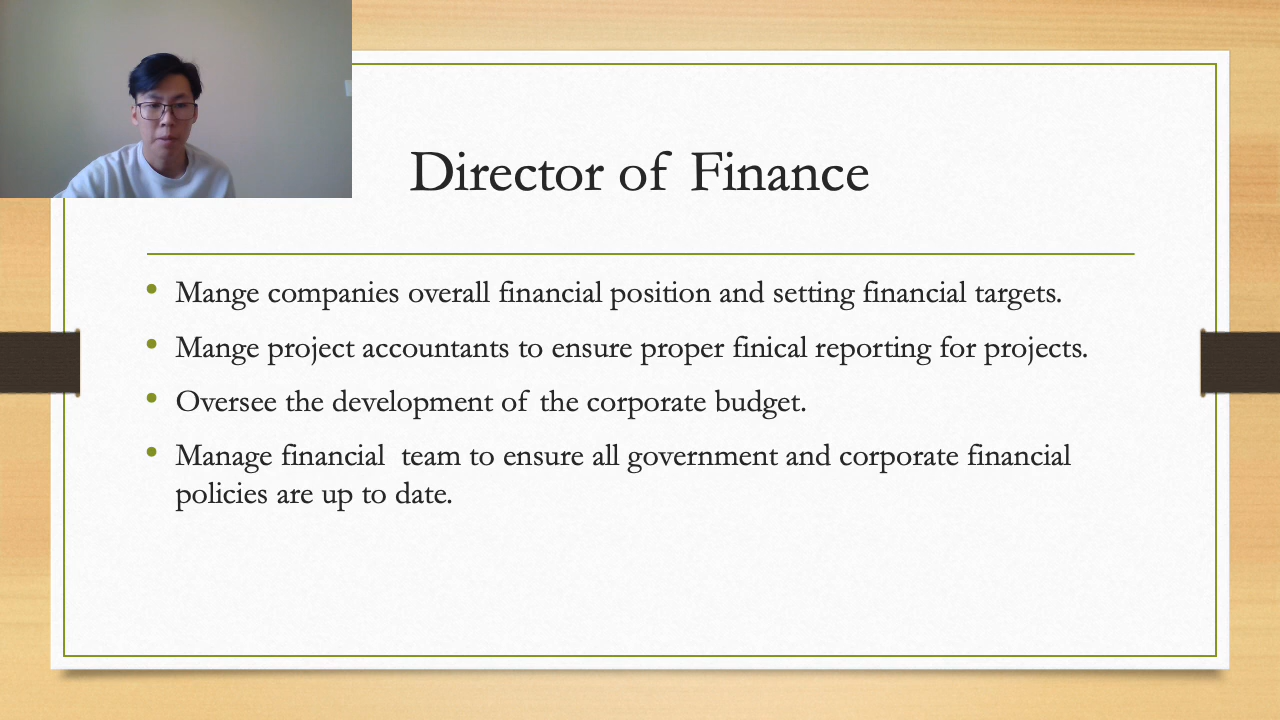 Director of Finance
• Mange companies overall financial position and setting financial targets.
• Mange project accountants to ensure proper finical reporting for projects.
• Oversee the development of the corporate budget.
• Manage financial  team to ensure all government and corporate financial
policies are up to date.